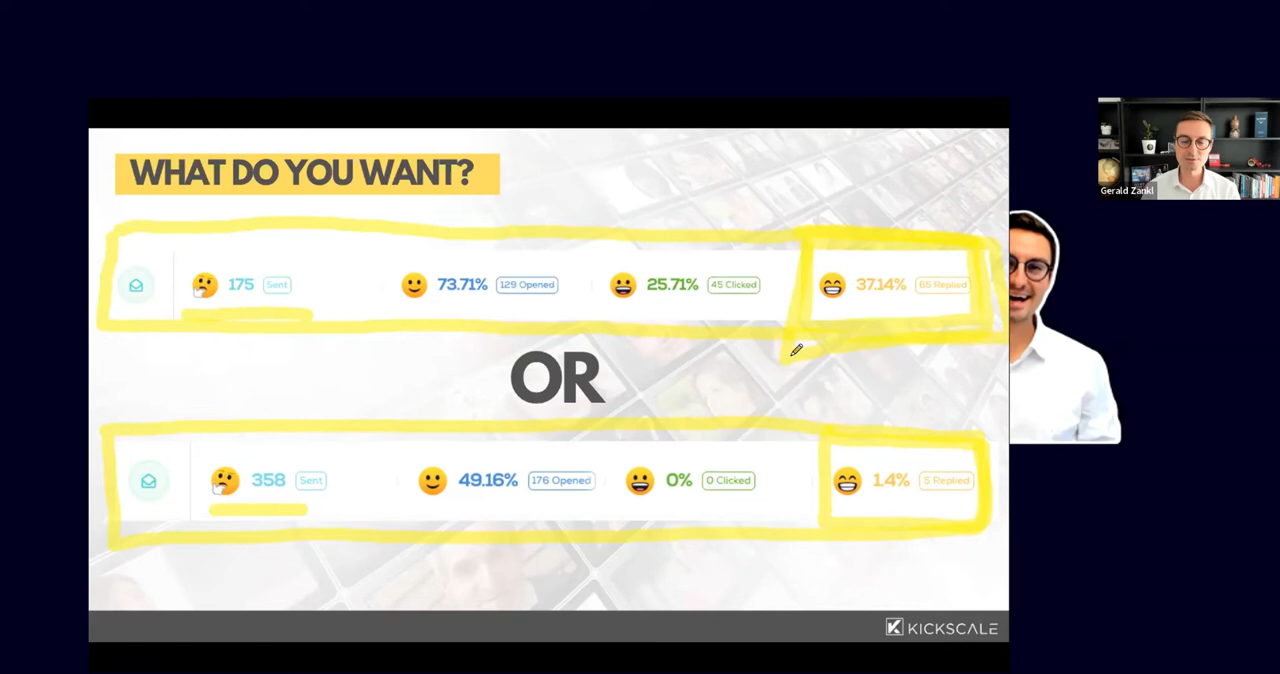 WHAT DO YOU WANT?
175 Sent 73.71% 129 Opened 25.71% 45 Clicked 37.14% 65 Replied
OR
358 Sent 49.16% 176 Opened 0% 0 Clicked 1.4% 5 Replied
KICKSCALE
Gerald Zankl